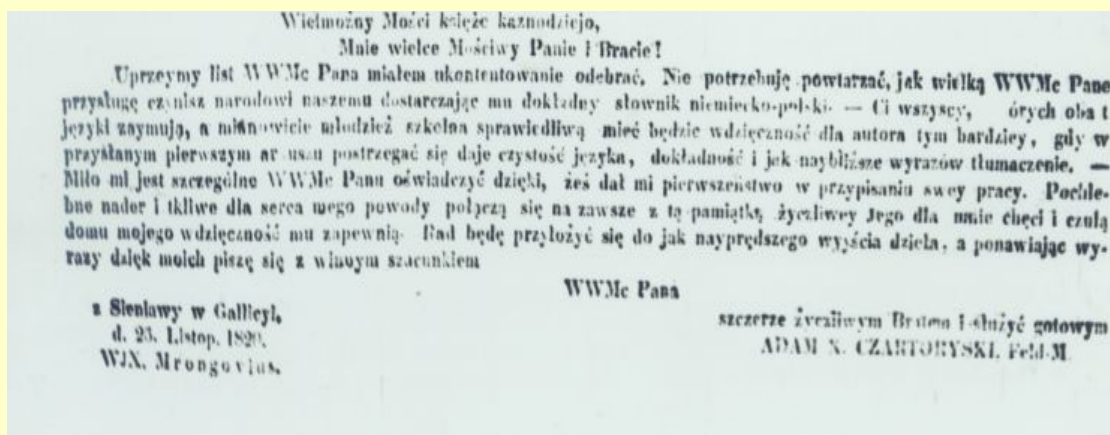 Wielmożny Mości księże kaznodziejo,
Mnie wielce Mościwy Panie i Bracie!
Uprzeymy list WWMc Pana miałem ukontentowanie odebrać. Nie potrzebuję powtarzać, jak wielką WWMc Pane
przysługę czynisz narodowi naszemu dostarczając mu dokładny słownik niemiecko-polski. — Ci wszyscy, órych oba t
języki zaymują, a mianowicie młodzież szkolna sprawiedliwą mieć będzie wdzięczność dla autora tym bardziey, gdy w
przysłanym pierwszym ar uszu postrzegać się daje czystość języka, dokładność i jak naybliższe wyrazów tłumaczenie. —
Miło mi jest szczególne WWMc Panu oświadczyć dzięki, żeś dał mi pierwszeństwo w przypisaniu swey pracy. Pochle-
bne nader i tkliwe dla serca mego powody połączą się na zawsze z tą pamiątką życzliwey Jego dla mnie chęci i czułą
domu mojego wdzięczność mu zapewnią. Rad będę przyłożyć się do jak nayprędszego wyjścia dzieła, a ponawiając wy-
razy dzięk moich piszę się z winnym szacunkiem
WWMc Pana
z Sieniawy w Gallicyi,
d. 23. Listop. 1820.
WJX. Mrongovius.
szczerze życzliwym Bratem i służyć gotowym
ADAM X. CZARTORYSKI, Feld-M.